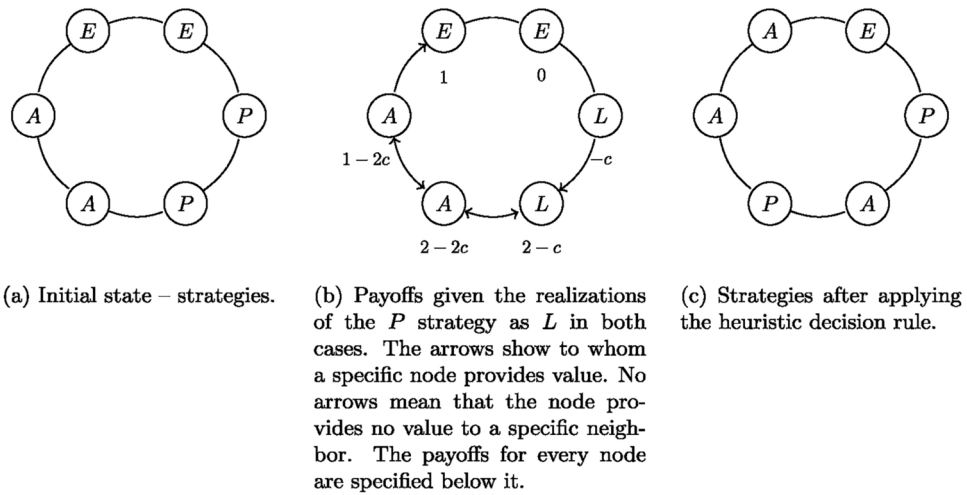 E E
A P
A P
(a) Initial state – strategies.
E E
1 0
A L
1 − 2c −c
A L
2 − 2c 2 − c
(b) Payoffs given the realizations
of the P strategy as L in both
cases. The arrows show to whom
a specific node provides value. No
arrows mean that the node pro-
vides no value to a specific neigh-
bor. The payoffs for every node
are specified below it.
A E
A P
P A
(c) Strategies after applying
the heuristic decision rule.